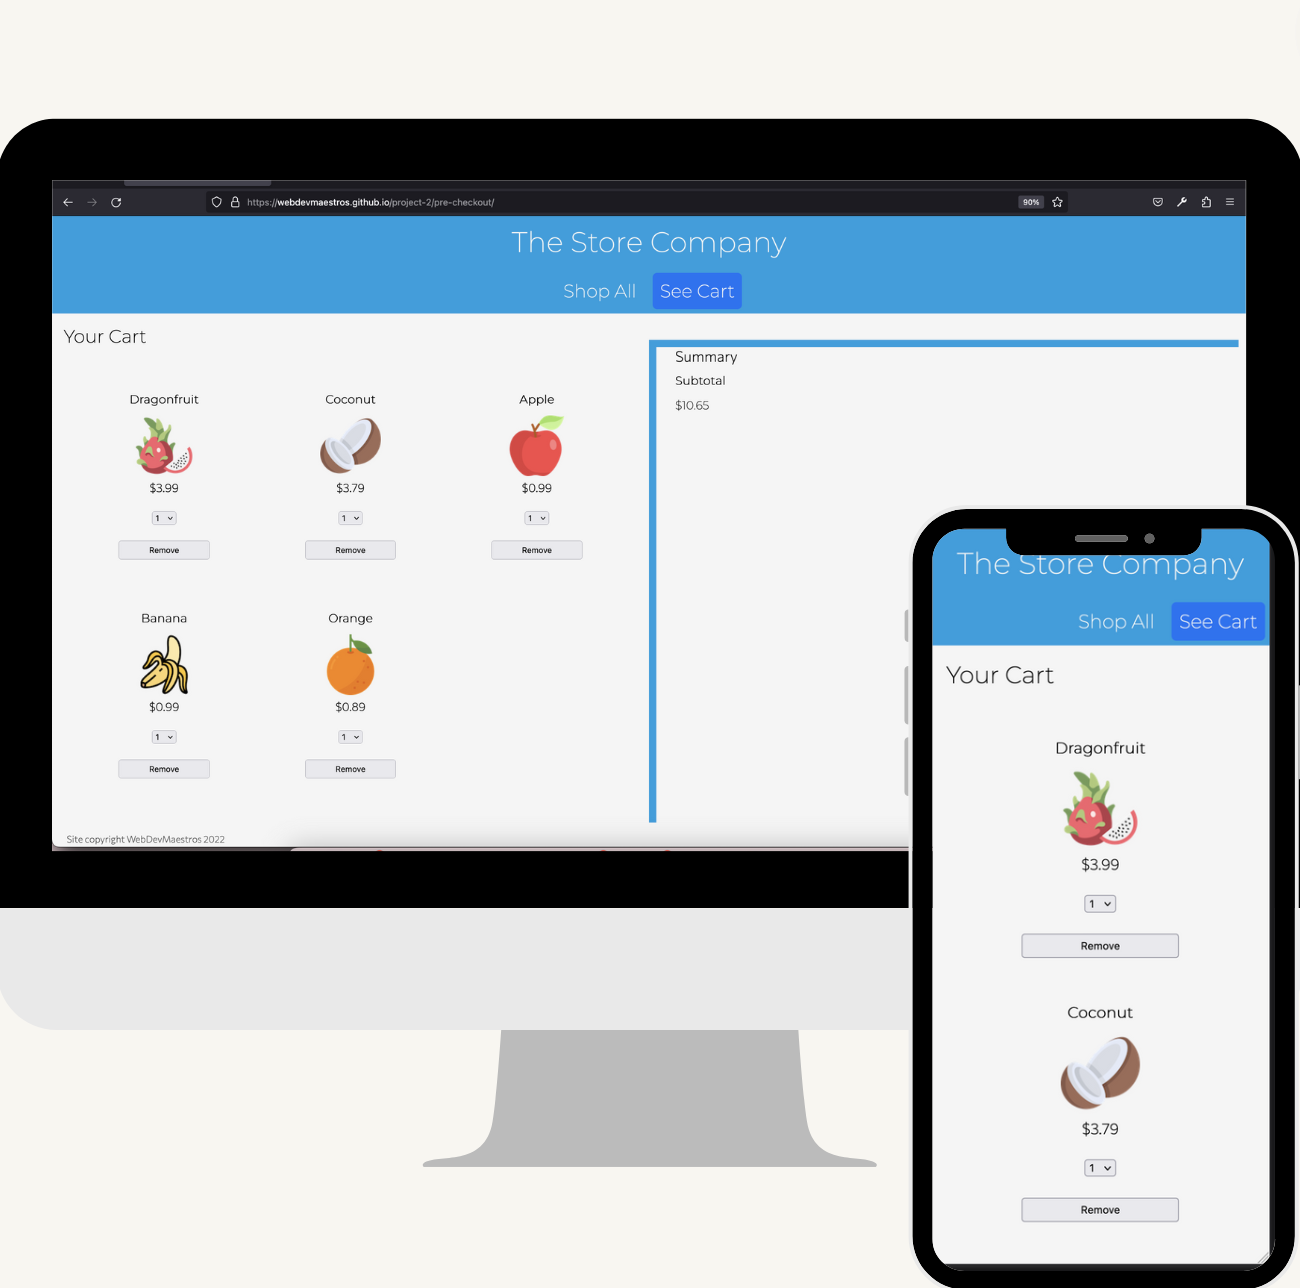 https://webdevmaestros.github.io/project-2/pre-checkout/
90%
The Store Company
Shop All
See Cart
Your Cart
Dragonfruit
Coconut
Apple
$3.99
$3.79
$0.99
1
1
1
Remove
Remove
Remove
Banana
Orange
$0.99
$0.89
1
1
Remove
Remove
Site copyright WebDevMaestros 2022
Summary
Subtotal
$10.65
The Store Company
Shop All
See Cart
Your Cart
Dragonfruit
$3.99
1
Remove
Coconut
$3.79
1
Remove